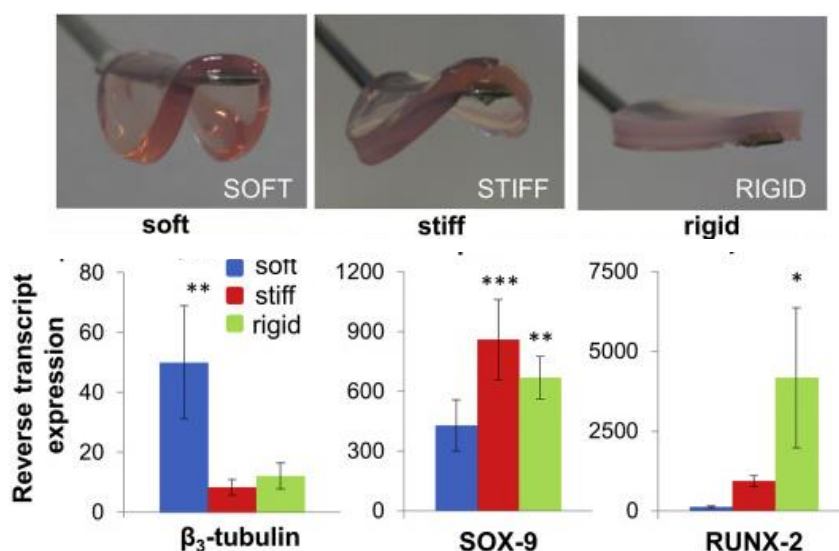 SOFT
STIFF
RIGID
soft
stiff
rigid
Reverse transcript
expression
80
60
40
20
0
**
soft
stiff
rigid
β₃-tubulin
1200
900
600
300
0
***
**
SOX-9
7500
5000
2500
0
*
RUNX-2